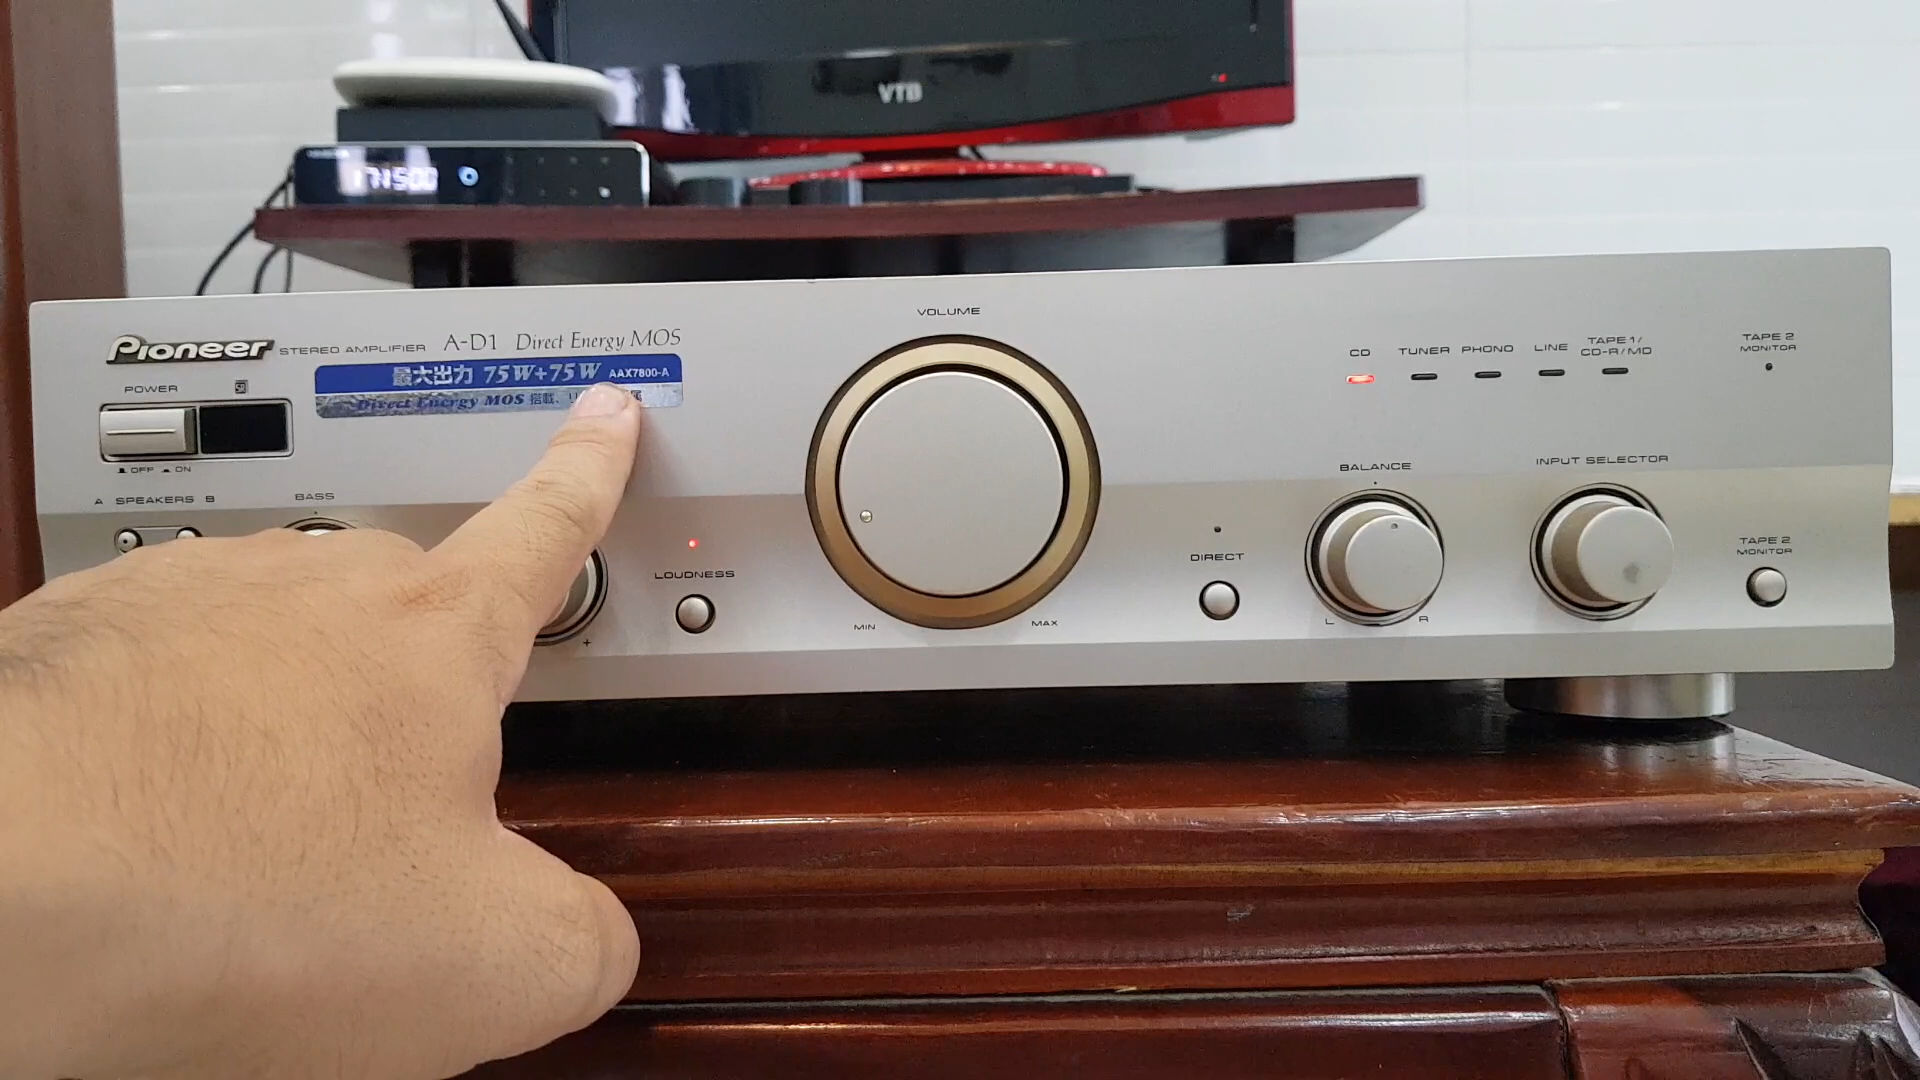 VTB
171500
Pioneer STEREO AMPLIFIER A-D1 Direct Energy MOS
最大出力 75W+75W AAX7800-A
Direct Energy MOS 搭載、リ
POWER
OFF ON
A SPEAKERS B
BASS
+
LOUDNESS
VOLUME
MIN MAX
CD TUNER PHONO LINE TAPE 1/
CD-R/MD
TAPE 2
MONITOR
DIRECT
BALANCE
L R
INPUT SELECTOR
TAPE 2
MONITOR